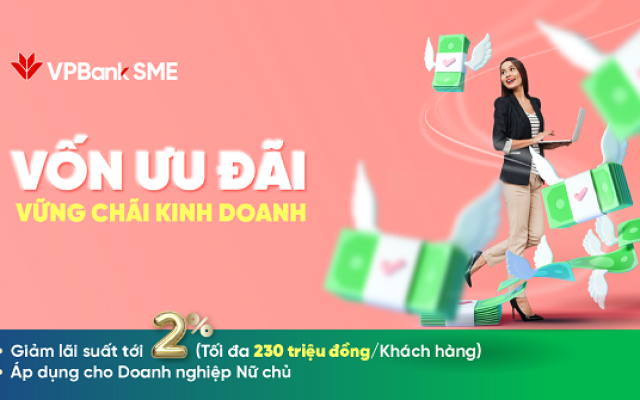 VPBank SME
VỐN ƯU ĐÃI
VỮNG CHÃI KINH DOANH
• Giảm lãi suất tới 2% (Tối đa 230 triệu đồng/Khách hàng)
• Áp dụng cho Doanh nghiệp Nữ chủ